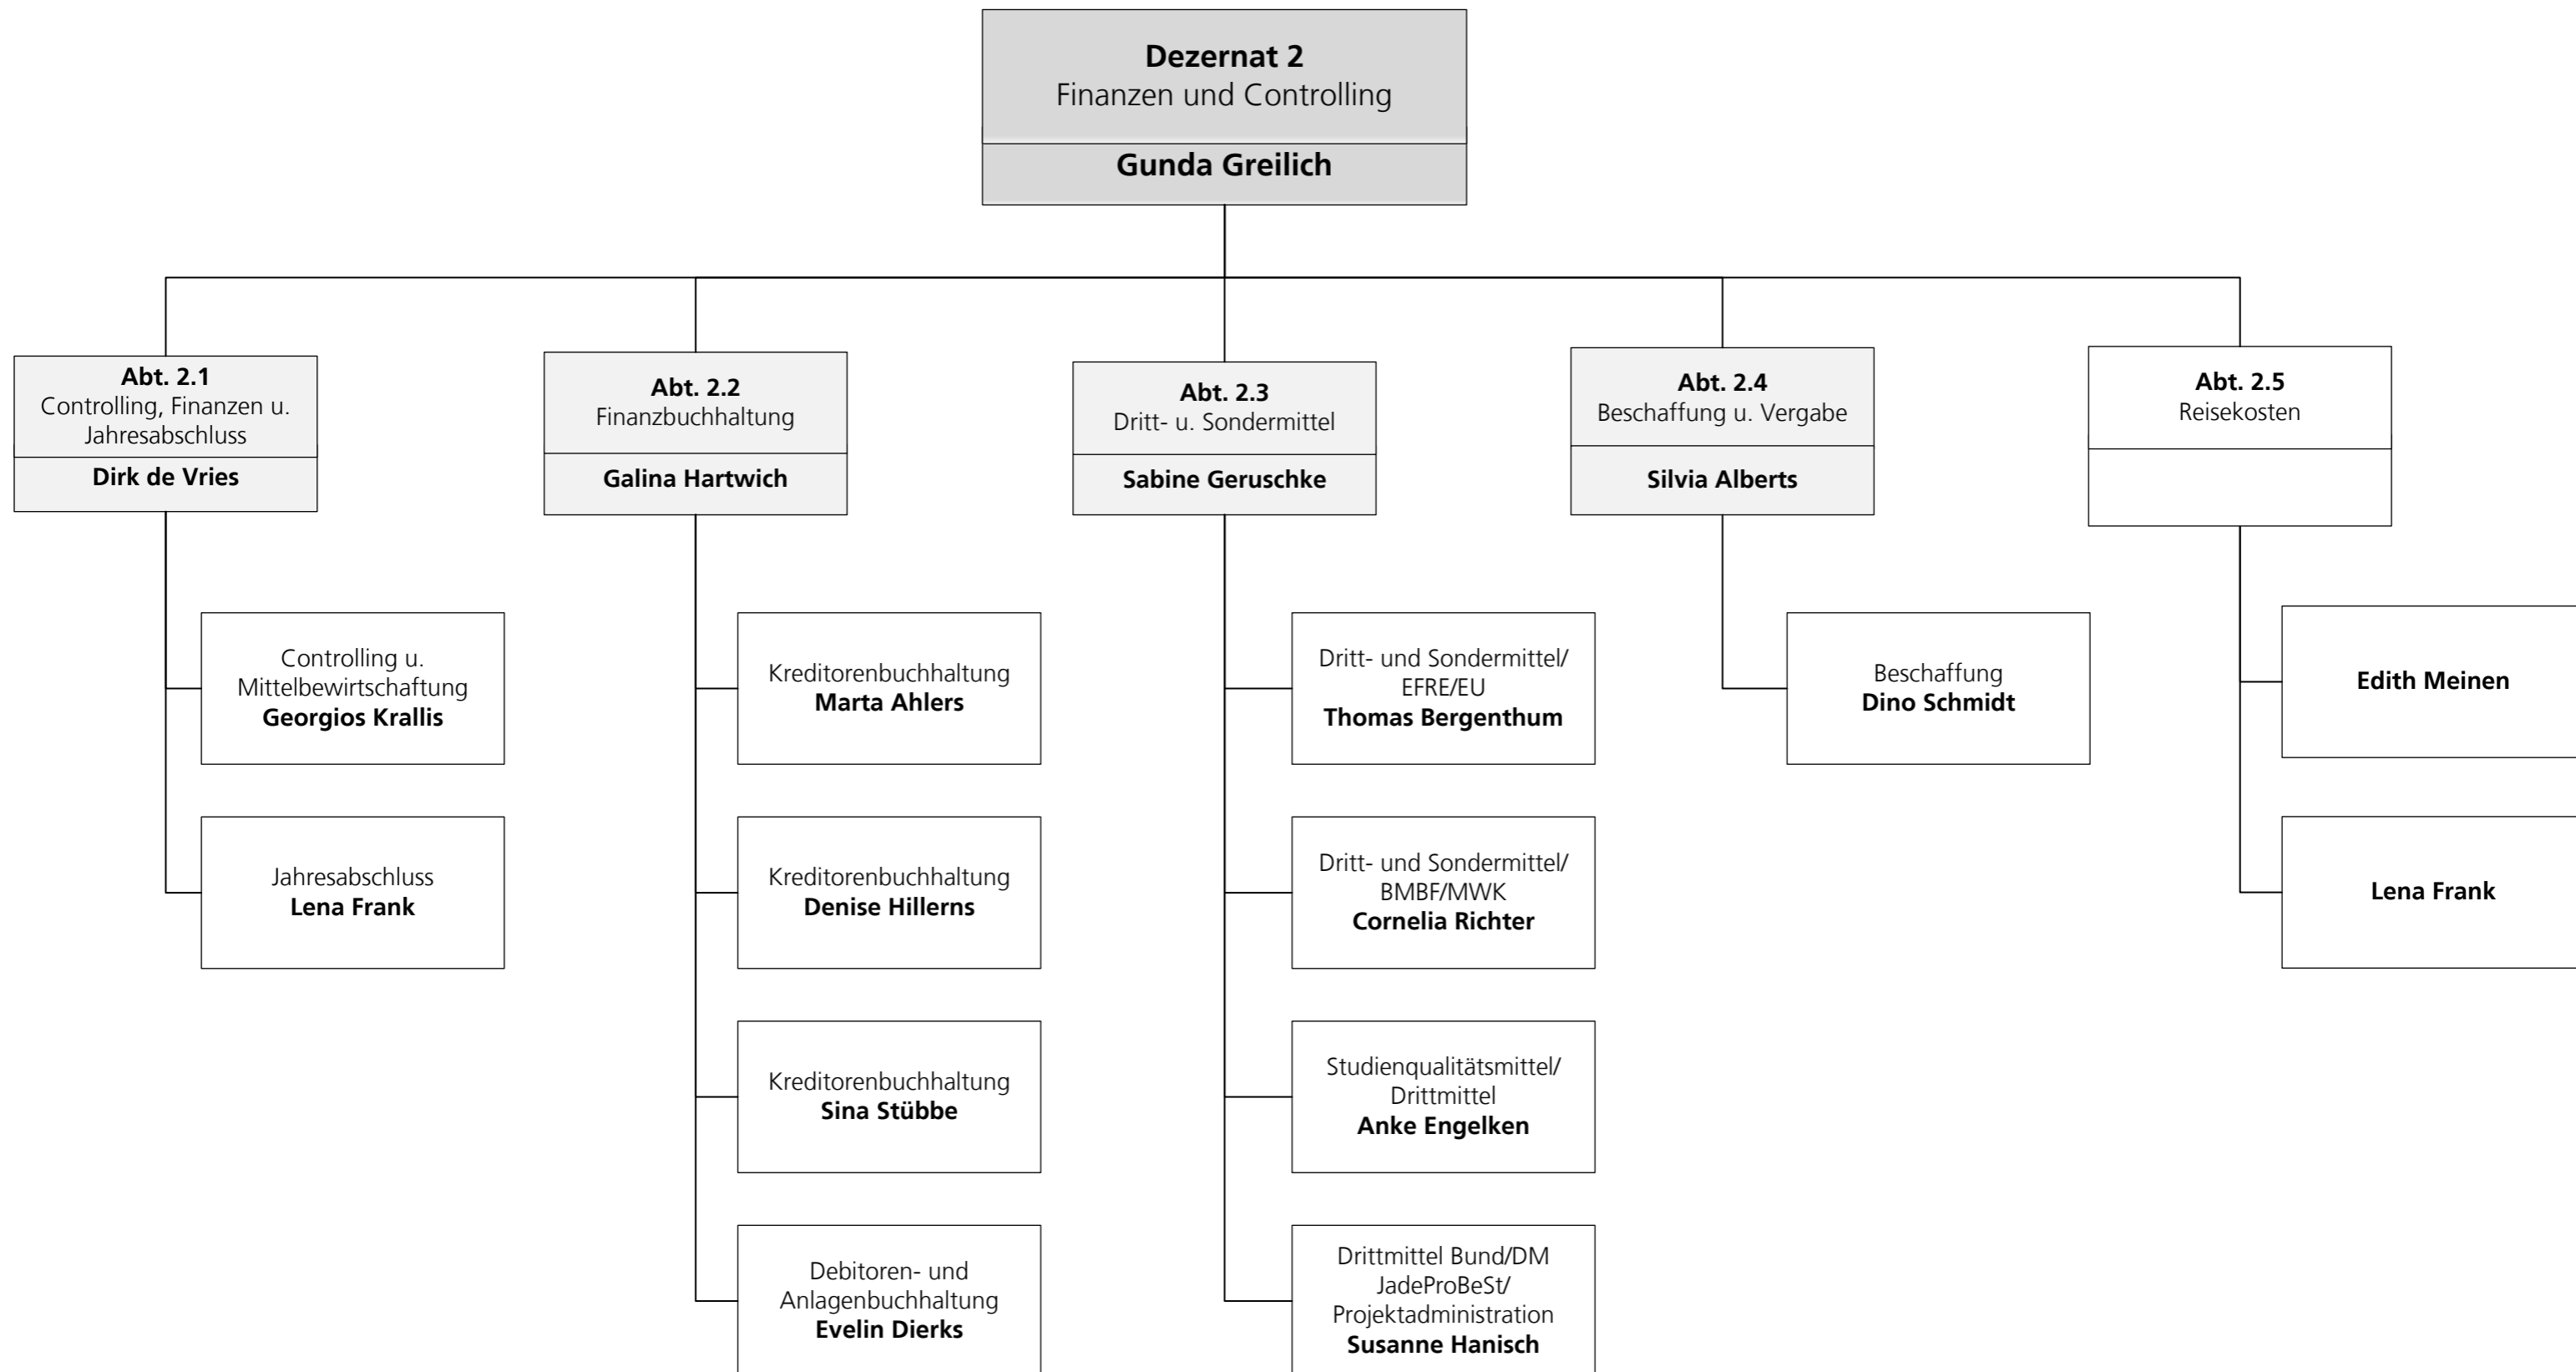 Dezernat 2
Finanzen und Controlling
Gunda Greilich
Abt. 2.1
Controlling, Finanzen u.
Jahresabschluss
Dirk de Vries
Abt. 2.2
Finanzbuchhaltung
Galina Hartwich
Abt. 2.3
Dritt- u. Sondermittel
Sabine Geruschke
Abt. 2.4
Beschaffung u. Vergabe
Silvia Alberts
Abt. 2.5
Reisekosten
Controlling u.
Mittelbewirtschaftung
Georgios Krallis
Jahresabschluss
Lena Frank
Kreditorenbuchhaltung
Marta Ahlers
Kreditorenbuchhaltung
Denise Hillerns
Kreditorenbuchhaltung
Sina Stübbe
Debitoren- und
Anlagenbuchhaltung
Evelin Dierks
Dritt- und Sondermittel/
EFRE/EU
Thomas Bergenthum
Dritt- und Sondermittel/
BMBF/MWK
Cornelia Richter
Studienqualitätsmittel/
Drittmittel
Anke Engelken
Drittmittel Bund/DM
JadeProBeSt/
Projektadministration
Susanne Hanisch
Beschaffung
Dino Schmidt
Edith Meinen
Lena Frank